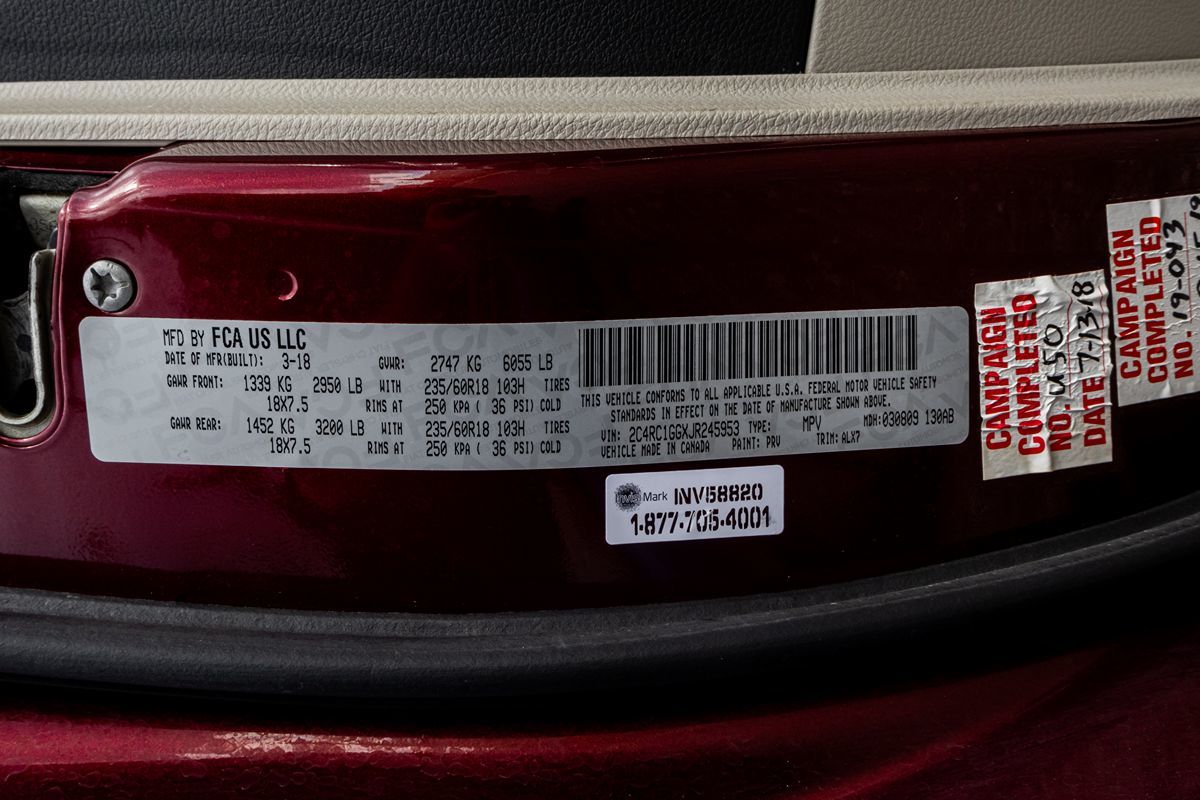 MFD BY FCA US LLC
DATE OF MFR(BUILT): 3-18 GVWR: 2747 KG 6055 LB
GAWR FRONT: 1339 KG 2950 LB WITH 235/60R18 103H TIRES
18X7.5 RIMS AT 250 KPA ( 36 PSI) COLD
GAWR REAR: 1452 KG 3200 LB WITH 235/60R18 103H TIRES
18X7.5 RIMS AT 250 KPA ( 36 PSI) COLD
THIS VEHICLE CONFORMS TO ALL APPLICABLE U.S.A. FEDERAL MOTOR VEHICLE SAFETY
STANDARDS IN EFFECT ON THE DATE OF MANUFACTURE SHOWN ABOVE.
VIN: 2C4RC1GGXJR245953 TYPE: MPV MDH:030809 130AB
VEHICLE MADE IN CANADA PAINT: PRV TRIM: ALX7
Mark INV58820
1-877-705-4001
CAMPAIGN
COMPLETED
NO. U50
DATE 7-13-18
CAMPAIGN
COMPLETED
NO. 19-043